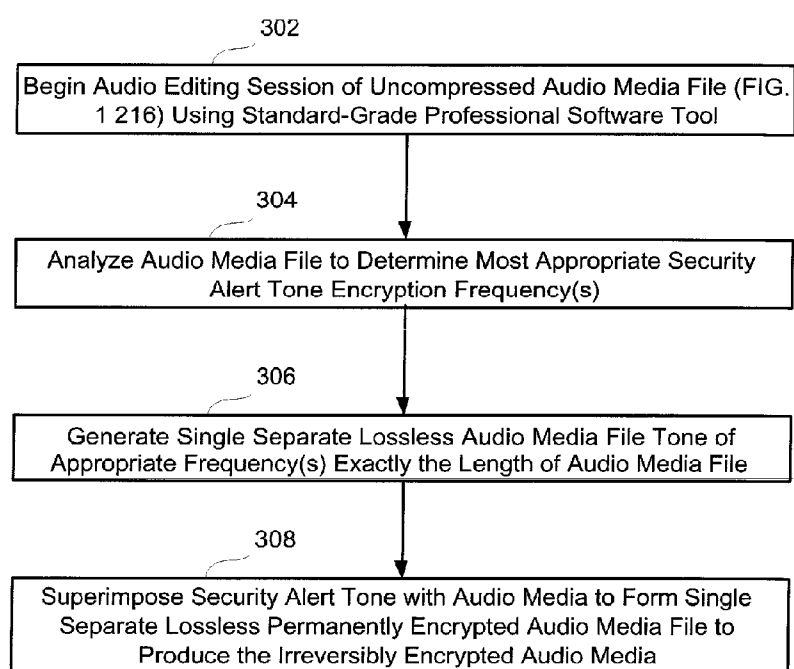 302
Begin Audio Editing Session of Uncompressed Audio Media File (FIG.
1 216) Using Standard-Grade Professional Software Tool
304
Analyze Audio Media File to Determine Most Appropriate Security
Alert Tone Encryption Frequency(s)
306
Generate Single Separate Lossless Audio Media File Tone of
Appropriate Frequency(s) Exactly the Length of Audio Media File
308
Superimpose Security Alert Tone with Audio Media to Form Single
Separate Lossless Permanently Encrypted Audio Media File to
Produce the Irreversibly Encrypted Audio Media